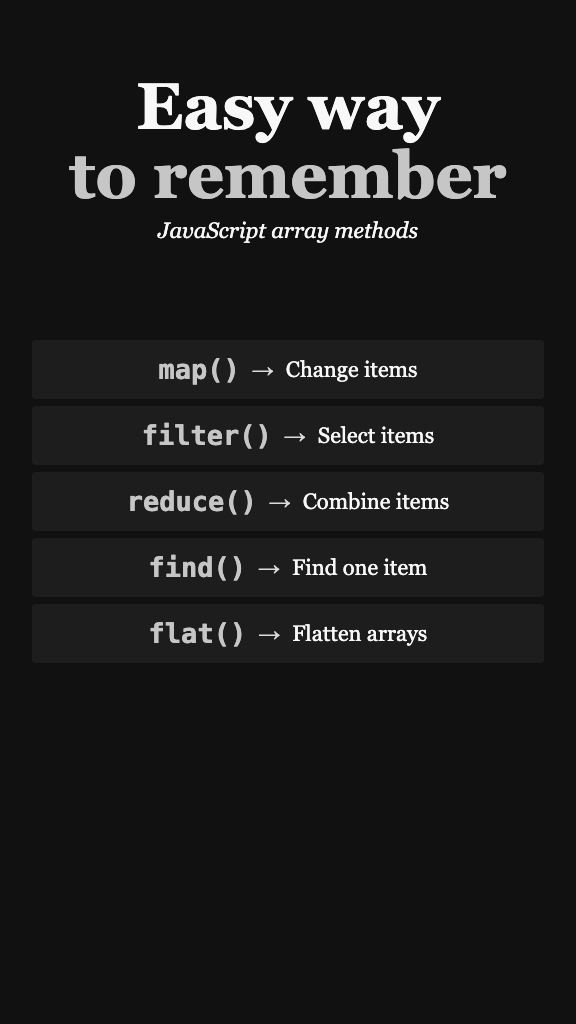 Easy way
to remember
JavaScript array methods
map() → Change items
filter() → Select items
reduce() → Combine items
find() → Find one item
flat() → Flatten arrays